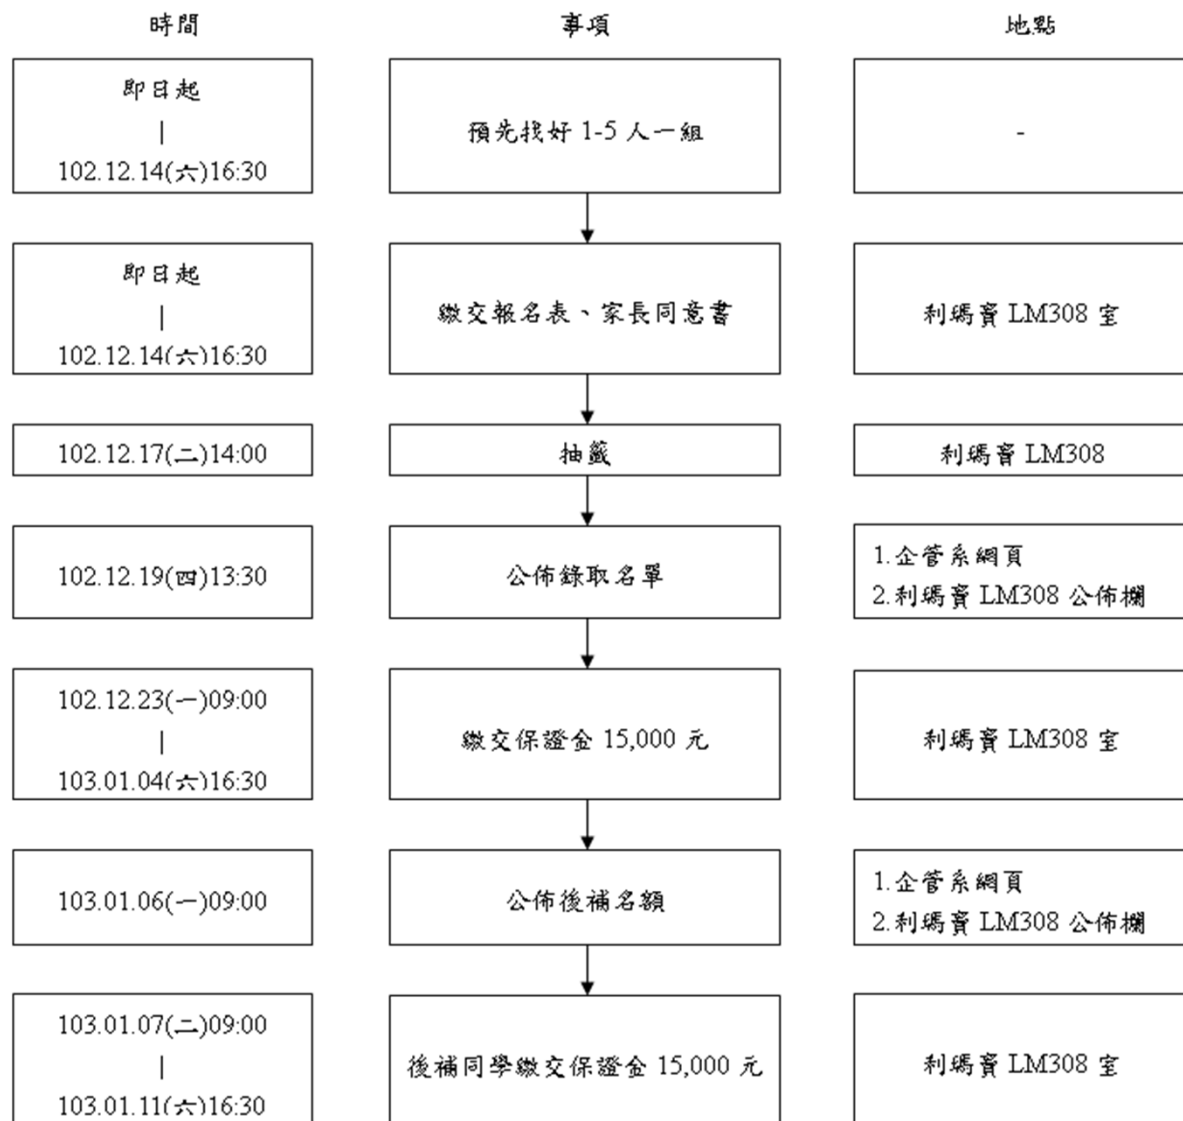 時間 事項 地點
即日起
|
102.12.14(六)16:30
預先找好 1-5 人一組
-
即日起
|
102.12.14(六)16:30
繳交報名表、家長同意書
利瑪竇 LM308 室
102.12.17(二)14:00
抽籤
利瑪竇 LM308
102.12.19(四)13:30
公佈錄取名單
1.企管系網頁
2.利瑪竇 LM308 公佈欄
102.12.23(一)09:00
|
103.01.04(六)16:30
繳交保證金 15,000 元
利瑪竇 LM308 室
103.01.06(一)09:00
公佈後補名額
1.企管系網頁
2.利瑪竇 LM308 公佈欄
103.01.07(二)09:00
|
103.01.11(六)16:30
後補同學繳交保證金 15,000 元
利瑪竇 LM308 室